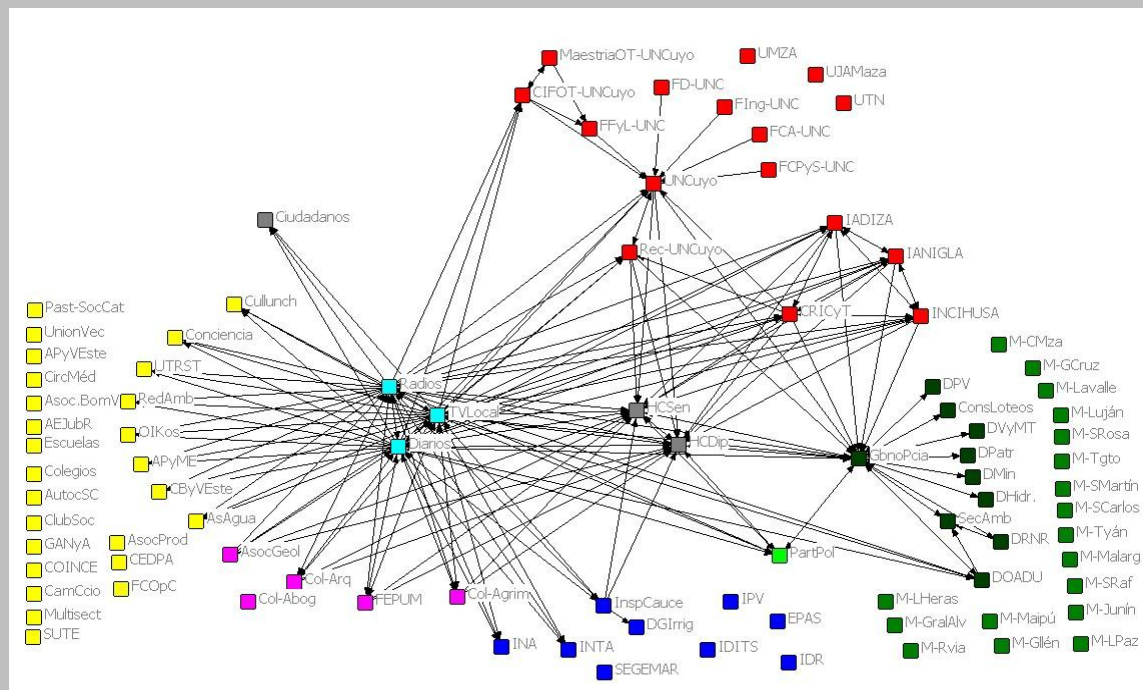 MaestriaOT-UNCuyo
UMZA
UJAMaza
CIFOT-UNCuyo
FD-UNC
UTN
FIng-UNC
FFyL-UNC
FCA-UNC
FCPyS-UNC
UNCuyo
Ciudadanos
IADIZA
Rec-UNCuyo
IANIGLA
Past-SocCat
Cullunch
CRICyT
INCIHUSA
UnionVec
Conciencia
M-CMza
APyVEste
UTRST
M-GCruz
CircMéd
Radios
DPV
M-Lavalle
Asoc.BomV
RedAmb
TVLocal
HCSen
ConsLoteos
M-Luján
AEJubR
OIKos
DVyMT
M-SRosa
Escuelas
Diarios
HCDip
GbnoPcia
DPatr
M-Tgto
Colegios
APyME
DMin
M-SMartín
AutocSC
CByVEste
DHidr.
M-SCarlos
ClubSoc
AsAgua
SecAmb
M-Tyán
GANyA
AsocProd
DRNR
COINCE
CEDPA
AsocGeol
PartPol
M-Malarg
CamCcio
FCOpC
Col-Arq
DOADU
M-SRaf
Multisect
Col-Abog
FEPUM
Col-Agrim
InspCauce
IPV
M-LHeras
M-Junín
SUTE
DGIrrig
EPAS
M-GralAlv
M-Maipú
INA
INTA
IDITS
M-Rvia
M-Gllén
M-LPaz
SEGEMAR
IDR